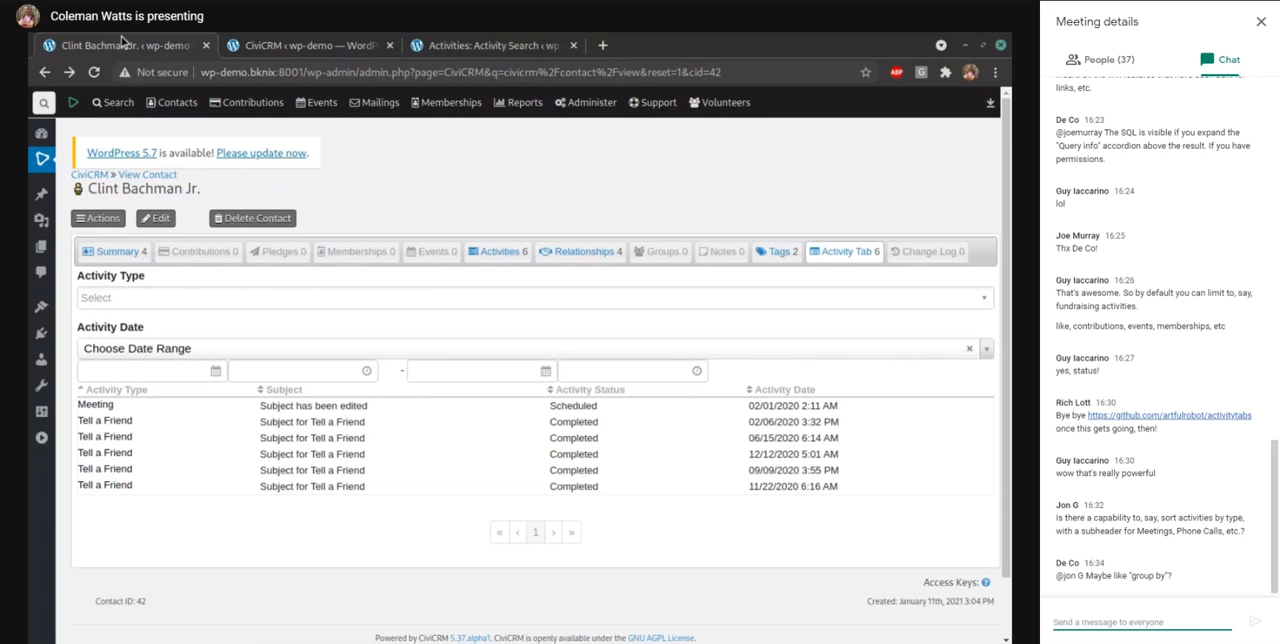 Coleman Watts is presenting
Clint Bachman Jr. ‹ wp-demo
CiviCRM ‹ wp-demo — WordP
Activities: Activity Search ‹ wp-
Not secure
wp-demo.bknix:8001/wp-admin/admin.php?page=CiviCRM&q=civicrm%2Fcontact%2Fview&reset=1&cid=42
ABP
G
Search Contacts Contributions Events Mailings Memberships Reports Administer Support Volunteers
WordPress 5.7 is available! Please update now.
CiviCRM » View Contact
Clint Bachman Jr.
Actions Edit Delete Contact
Summary 4 Contributions 0 Pledges 0 Memberships 0 Events 0 Activities 6 Relationships 4 Groups 0 Notes 0 Tags 2 Activity Tab 6 Change Log 0
Activity Type
Select
Activity Date
Choose Date Range
-
Activity Type Subject Activity Status Activity Date
Meeting Subject has been edited Scheduled 02/01/2020 2:11 AM
Tell a Friend Subject for Tell a Friend Completed 02/06/2020 3:32 PM
Tell a Friend Subject for Tell a Friend Completed 06/15/2020 6:14 AM
Tell a Friend Subject for Tell a Friend Completed 12/12/2020 5:01 AM
Tell a Friend Subject for Tell a Friend Completed 09/09/2020 3:55 PM
Tell a Friend Subject for Tell a Friend Completed 11/22/2020 6:16 AM
« ‹ 1 › »
Access Keys: ?
Contact ID: 42
Created: January 11th, 2021 3:04 PM
Powered by CiviCRM 5.37.alpha1. CiviCRM is openly available under the GNU AGPL License.
Meeting details
People (37) Chat
links, etc.
De Co 16:23
@joemurray The SQL is visible if you expand the
"Query info" accordion above the result. If you have
permissions.
Guy Iaccarino 16:24
lol
Joe Murray 16:25
Thx De Co!
Guy Iaccarino 16:26
That's awesome. So by default you can limit to, say,
fundraising activities.
like, contributions, events, memberships, etc
Guy Iaccarino 16:27
yes, status!
Rich Lott 16:30
Bye bye https://github.com/artfulrobot/activitytabs
once this gets going, then!
Guy Iaccarino 16:30
wow that's really powerful
Jon G 16:32
Is there a capability to, say, sort activities by type,
with a subheader for Meetings, Phone Calls, etc.?
De Co 16:34
@jon G Maybe like "group by"?
Send a message to everyone